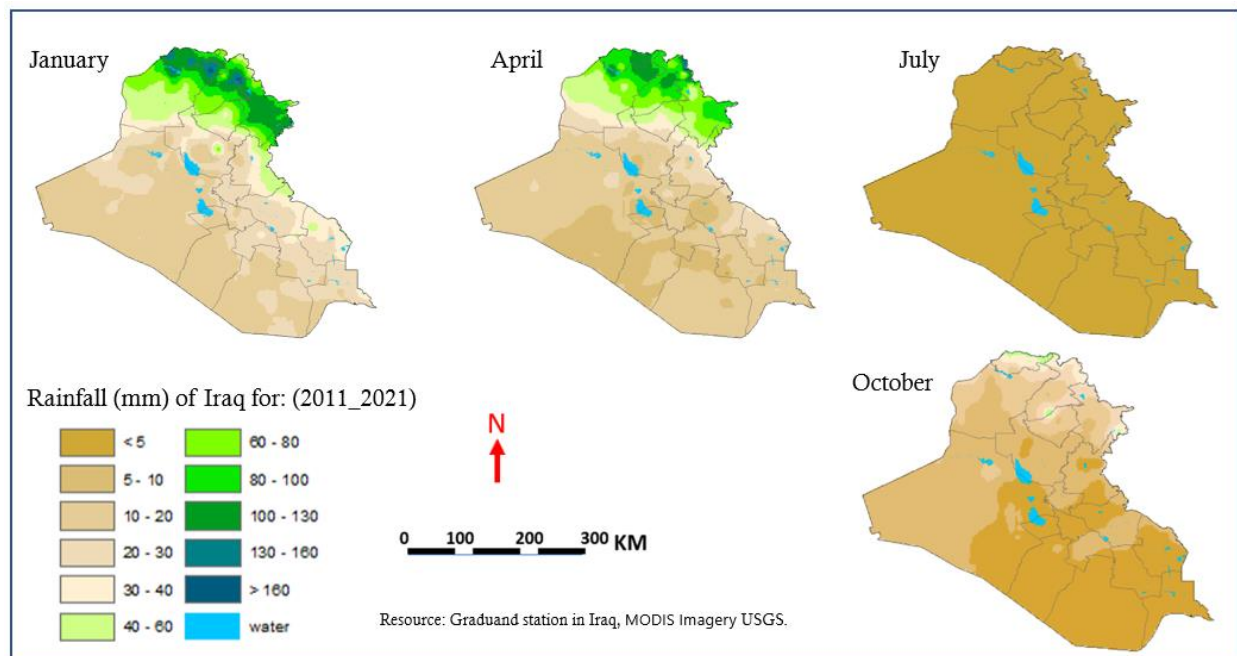 January
April
July
October
Rainfall (mm) of Iraq for: (2011_2021)
< 5
5 - 10
10 - 20
20 - 30
30 - 40
40 - 60
60 - 80
80 - 100
100 - 130
130 - 160
> 160
water
N
0 100 200 300 KM
Resource: Graduand station in Iraq, MODIS Imagery USGS.